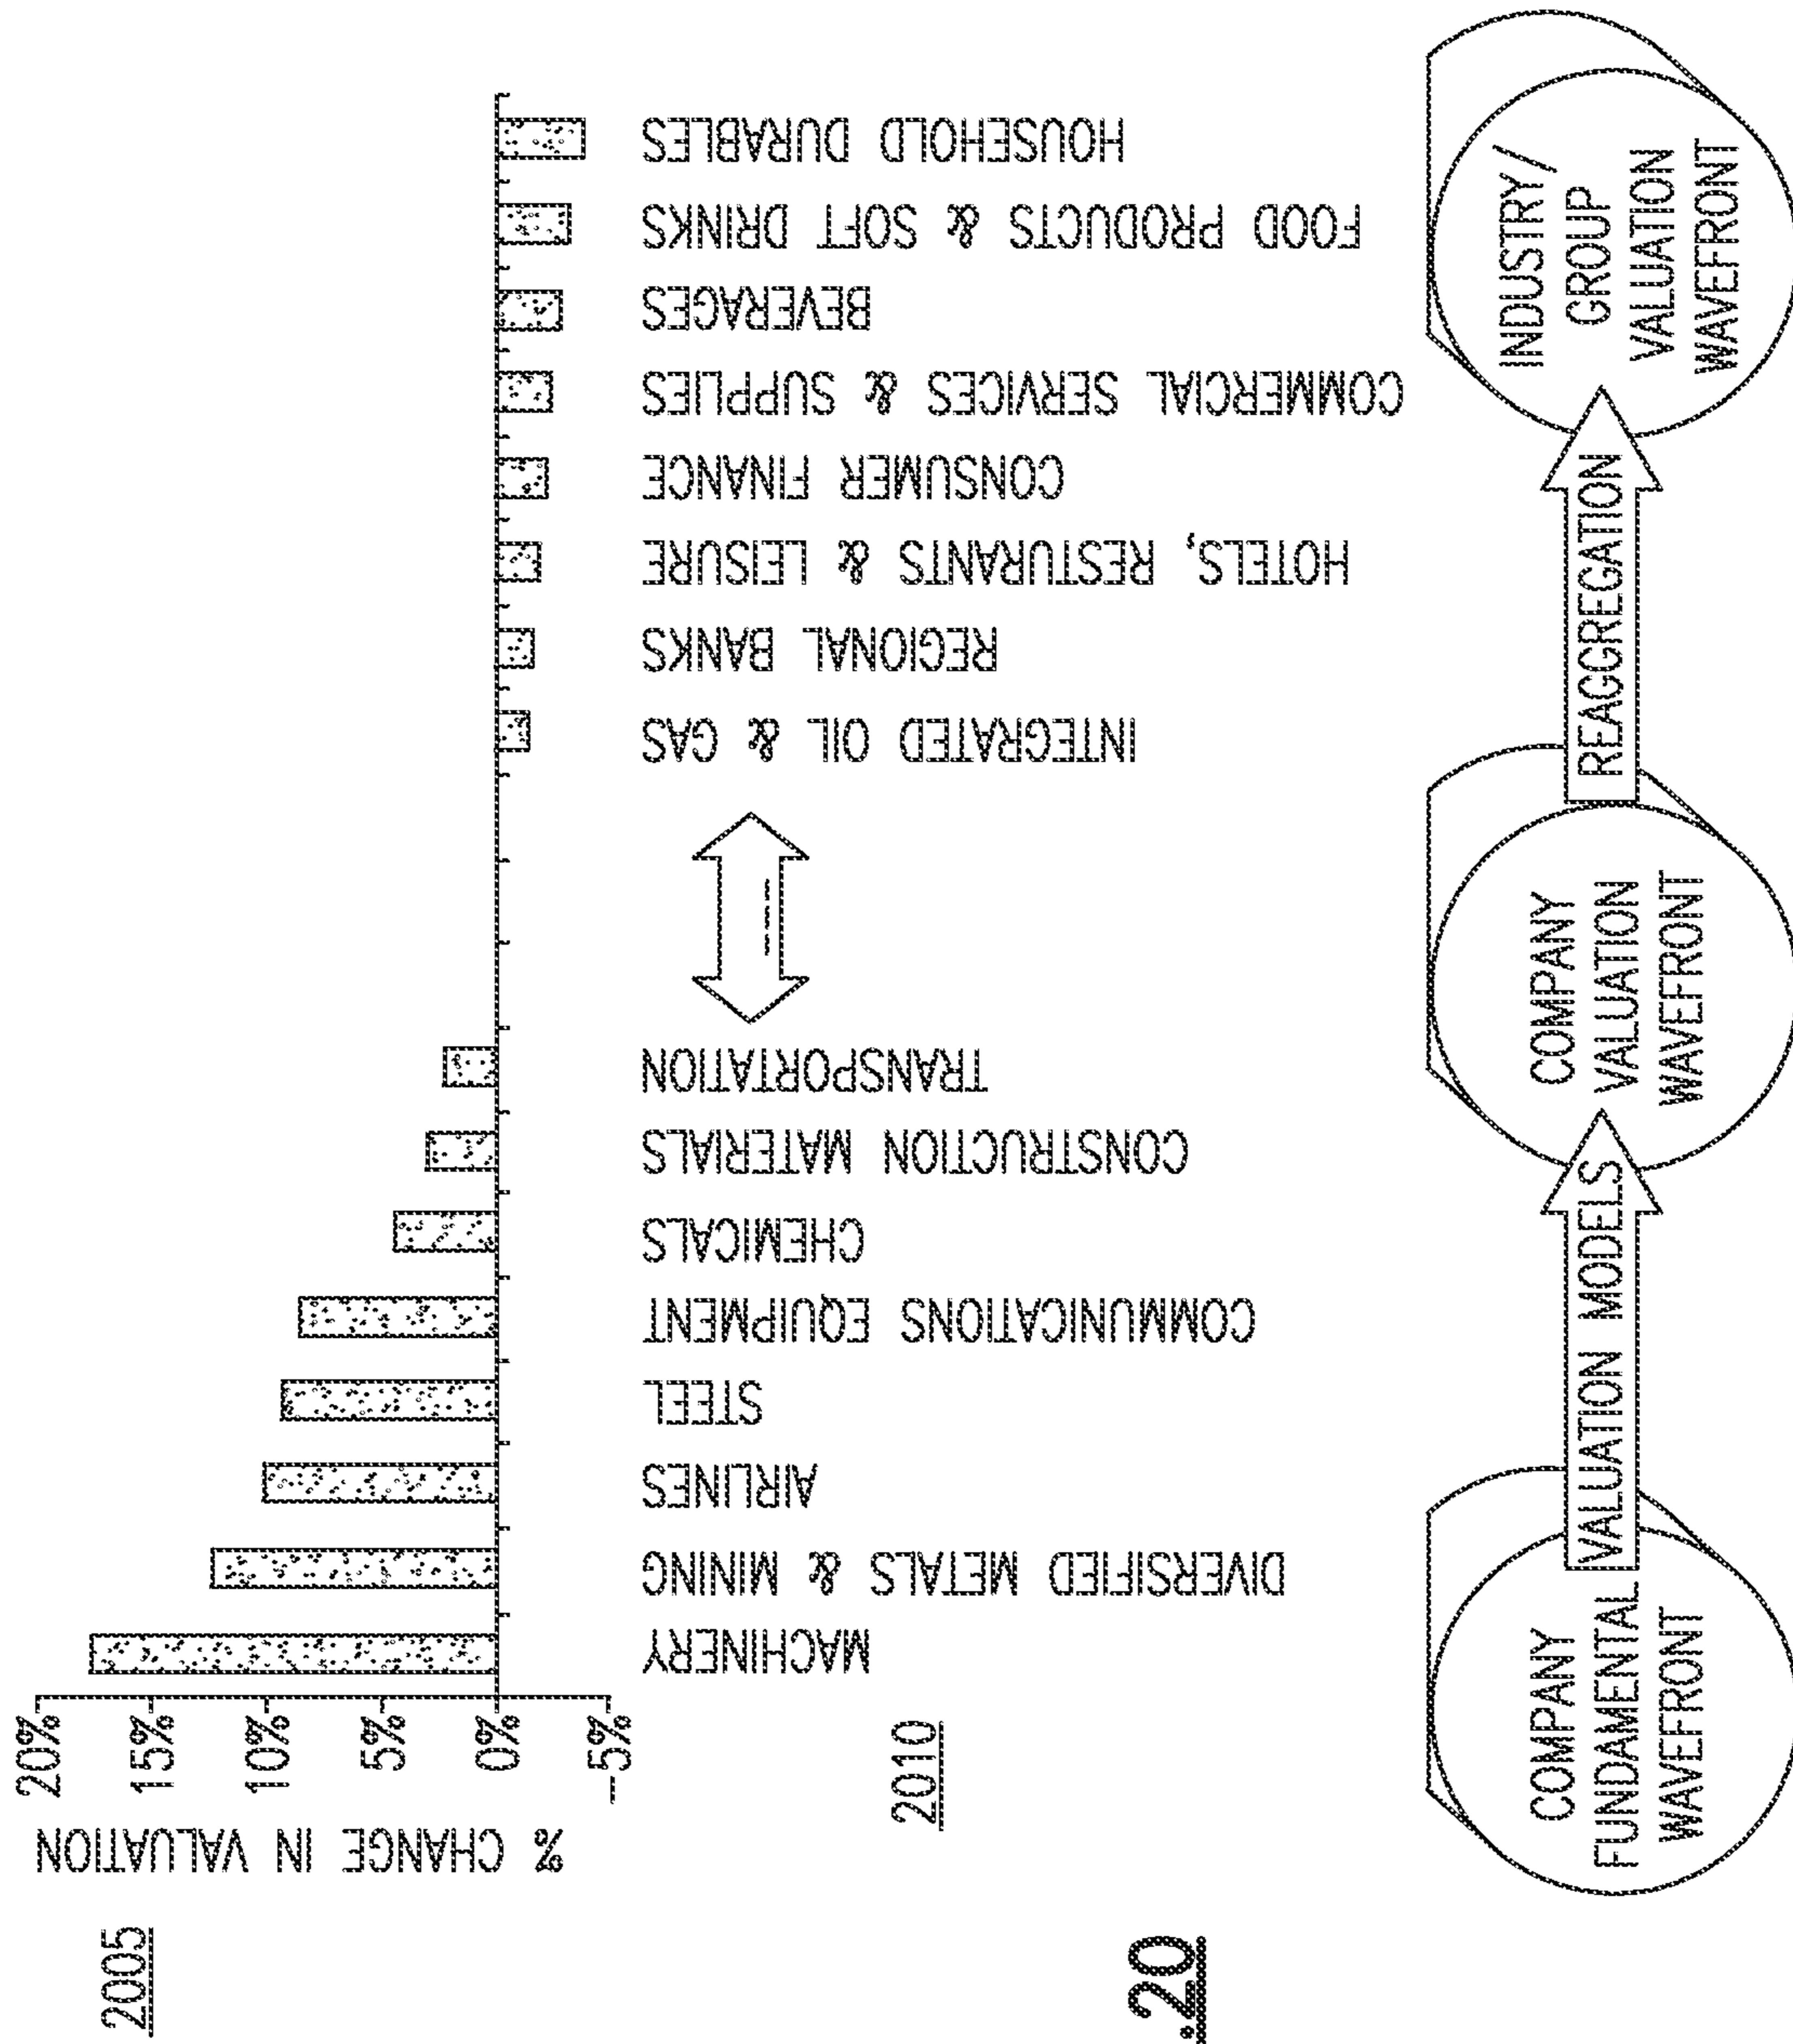 2005
% CHANGE IN VALUATION
20%
15%
10%
5%
0%
-5%
MACHINERY
DIVERSIFIED METALS & MINING
AIRLINES
STEEL
COMMUNICATIONS EQUIPMENT
CHEMICALS
CONSTRUCTION MATERIALS
TRANSPORTATION
INTEGRATED OIL & GAS
REGIONAL BANKS
HOTELS, RESTURANTS & LEISURE
CONSUMER FINANCE
COMMERCIAL SERVICES & SUPPLIES
BEVERAGES
FOOD PRODUCTS & SOFT DRINKS
HOUSEHOLD DURABLES
2010
.20
COMPANY
FUNDAMENTAL
WAVEFRONT
VALUATION MODELS
COMPANY
VALUATION
WAVEFRONT
REAGGREGATION
INDUSTRY/
GROUP
VALUATION
WAVEFRONT